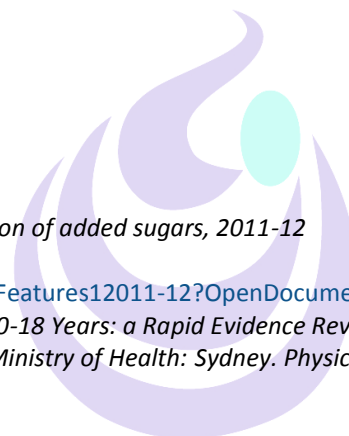 on of added sugars, 2011-12
Features12011-12?OpenDocume
0-18 Years: a Rapid Evidence Rev
Ministry of Health: Sydney. Physic